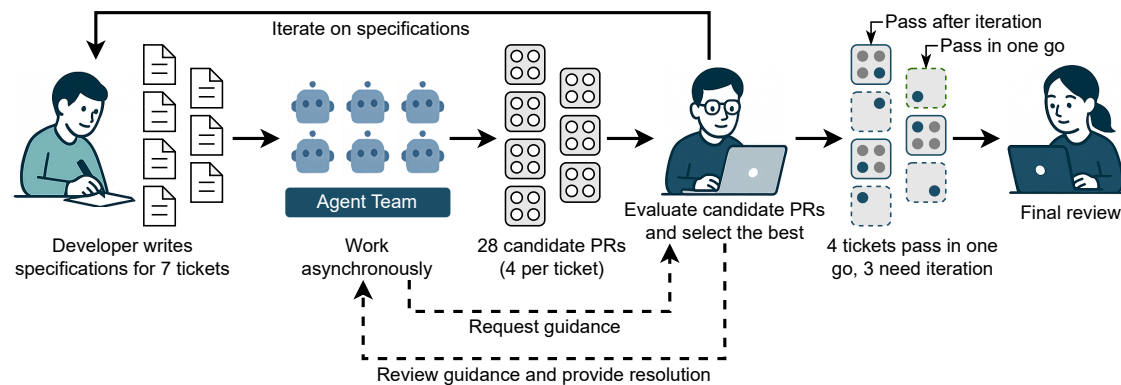 Iterate on specifications
Pass after iteration
Pass in one go
Agent Team
Developer writes
specifications for 7 tickets
Work
asynchronously
28 candidate PRs
(4 per ticket)
Evaluate candidate PRs
and select the best
4 tickets pass in one
go, 3 need iteration
Final review
Request guidance
Review guidance and provide resolution